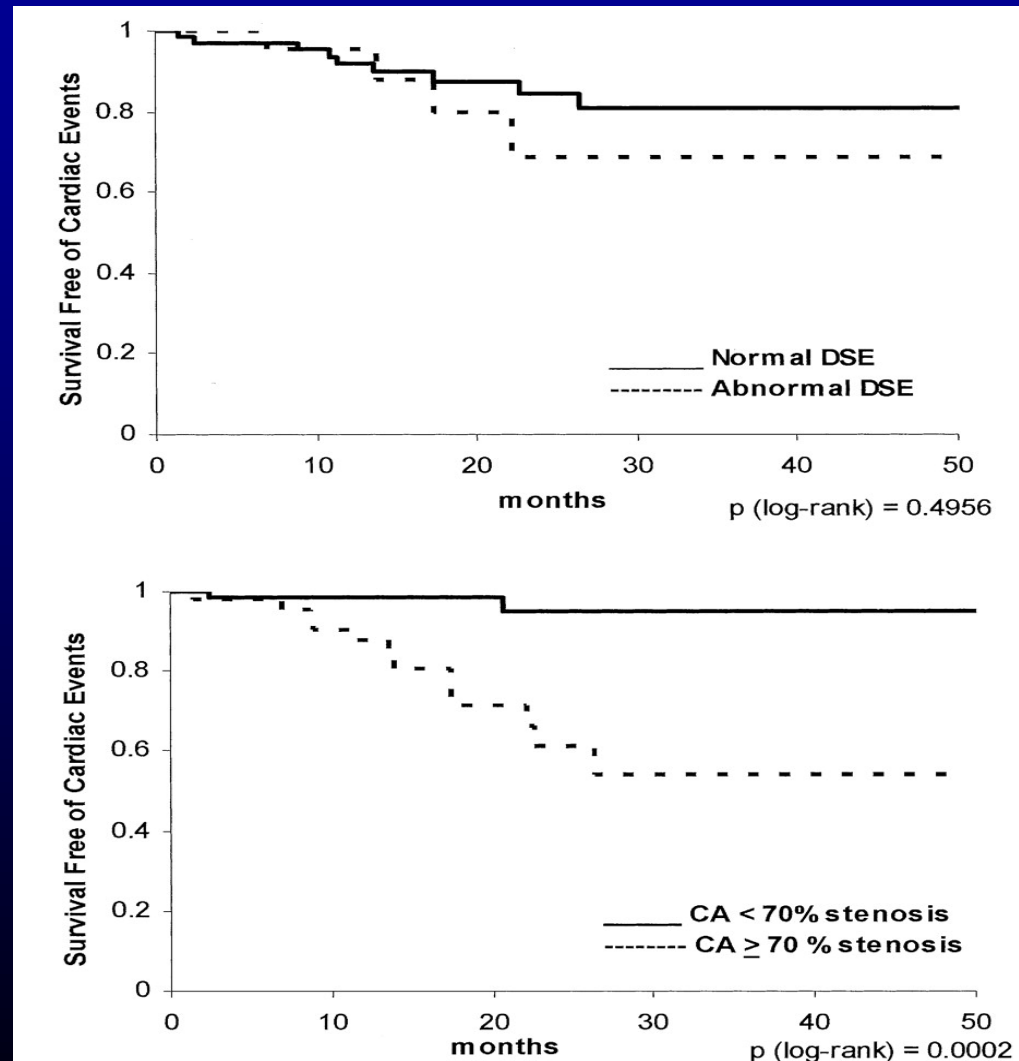 Survival Free of Cardiac Events
1
0.8
0.6
0.4
0.2
0
Normal DSE
Abnormal DSE
0 10 20 30 40 50
months
p (log-rank) = 0.4956
Survival Free of Cardiac Events
1
0.8
0.6
0.4
0.2
0
CA < 70% stenosis
CA ≥ 70 % stenosis
0 10 20 30 40 50
months
p (log-rank) = 0.0002